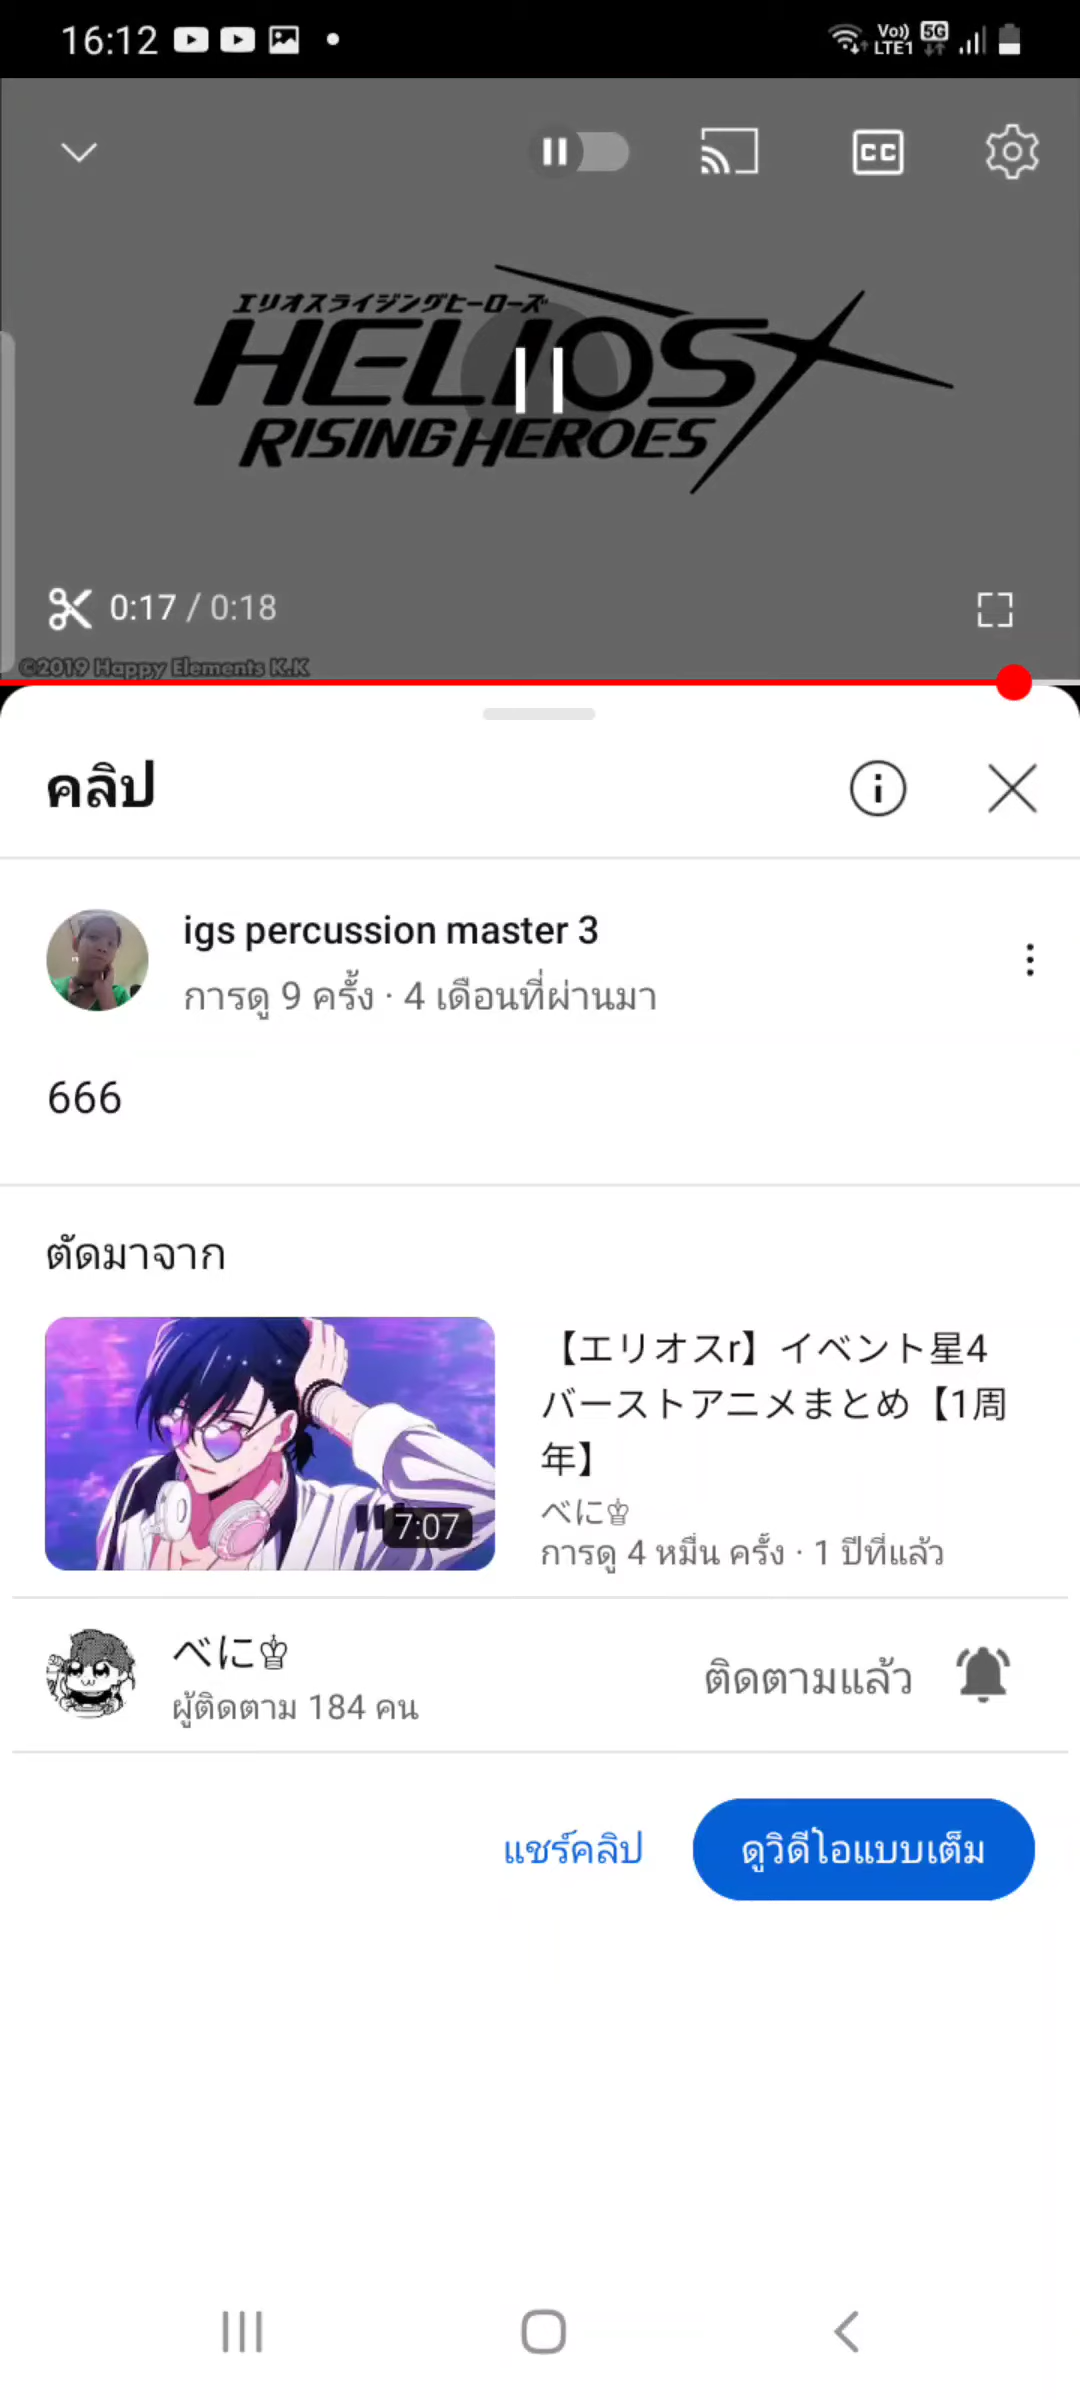 16:12
Vo)) LTE1 5G
CC
エリオスライジングヒーローズ
HELIOS
RISING HEROES
0:17 / 0:18
©2019 Happy Elements K.K
คลิป
igs percussion master 3
การดู 9 ครั้ง · 4 เดือนที่ผ่านมา
666
ตัดมาจาก
7:07
【エリオスr】イベント星4
バーストアニメまとめ【1周
年】
べに♔
การดู 4 หมื่น ครั้ง · 1 ปีที่แล้ว
べに♔
ผู้ติดตาม 184 คน
ติดตามแล้ว
แชร์คลิป
ดูวิดีโอแบบเต็ม